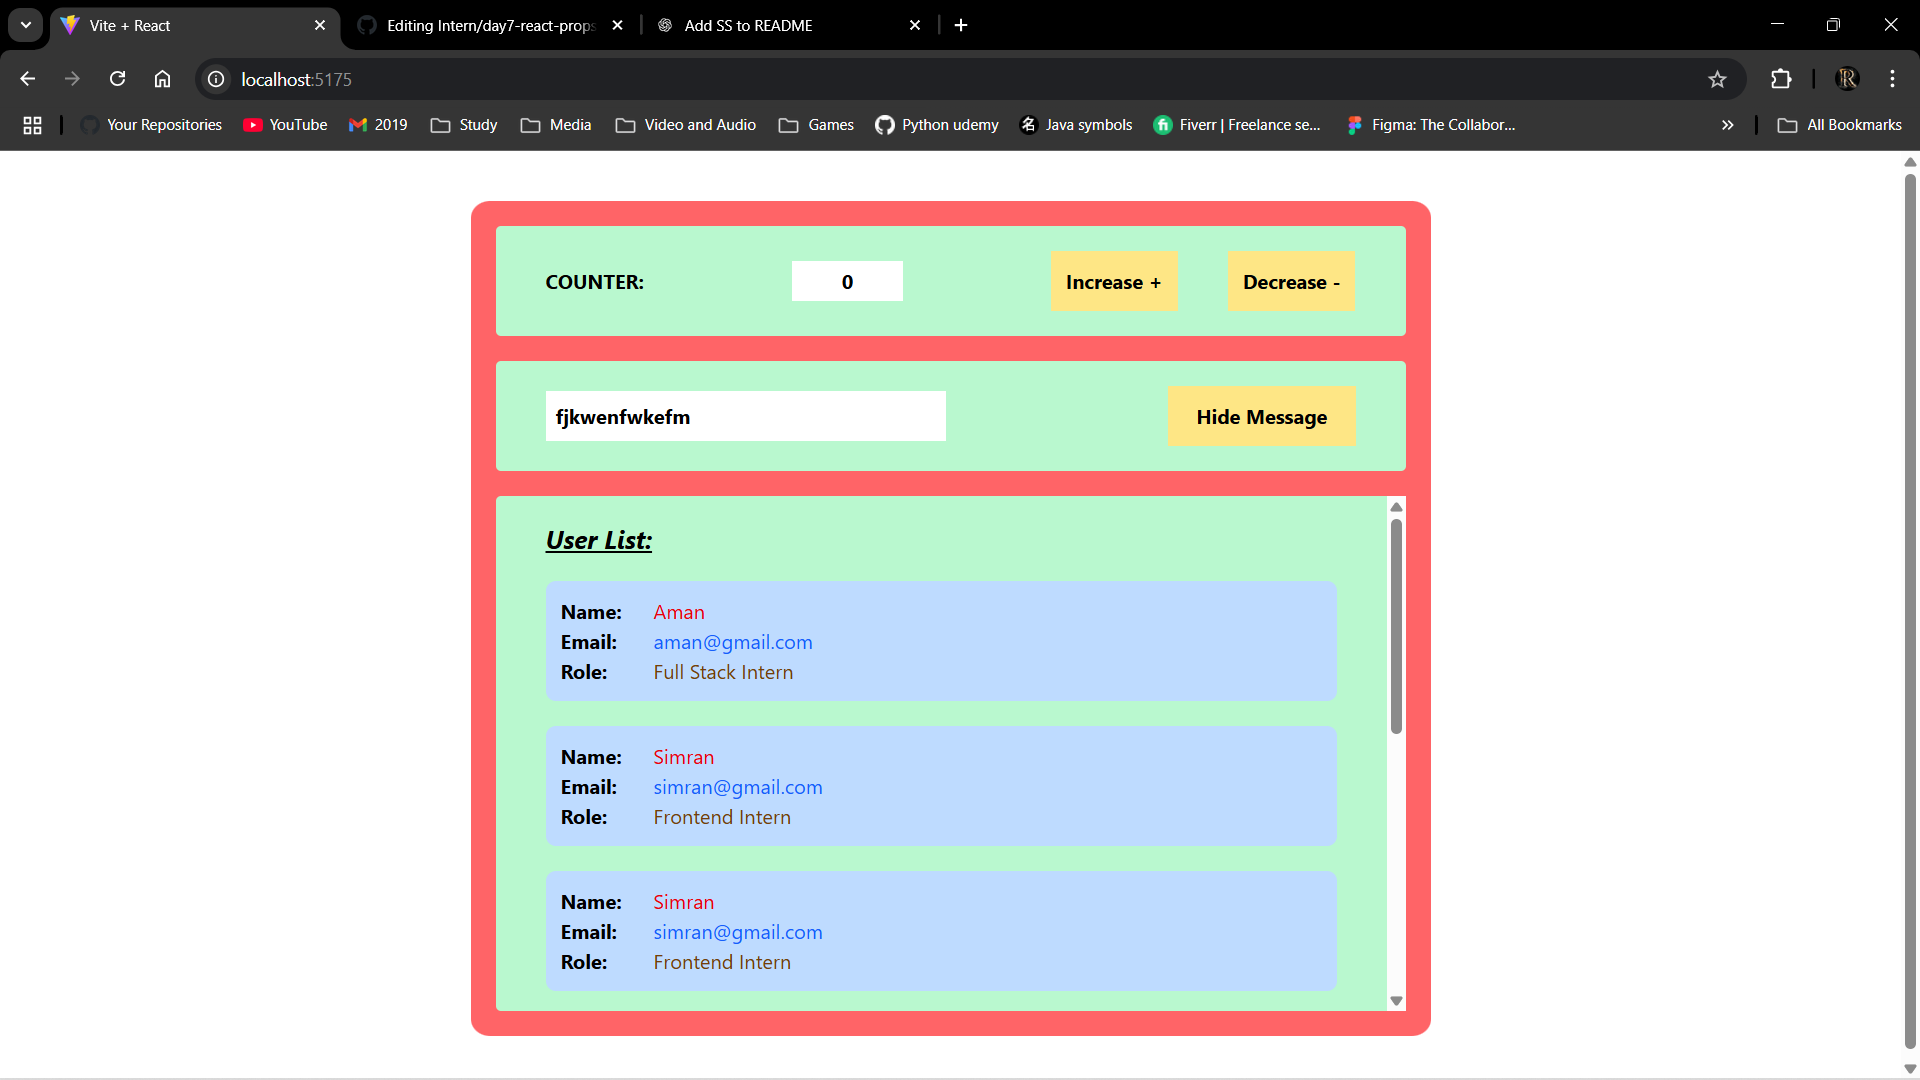 Vite + React
Editing Intern/day7-react-props
Add SS to README
localhost:5175
Your Repositories
YouTube
2019
Study
Media
Video and Audio
Games
Python udemy
名 Java symbols
Fiverr | Freelance se...
Figma: The Collabor...
All Bookmarks
COUNTER: 0 Increase + Decrease -
fjkwenfwkefm Hide Message
User List:
Name: Aman
Email: aman@gmail.com
Role: Full Stack Intern
Name: Simran
Email: simran@gmail.com
Role: Frontend Intern
Name: Simran
Email: simran@gmail.com
Role: Frontend Intern